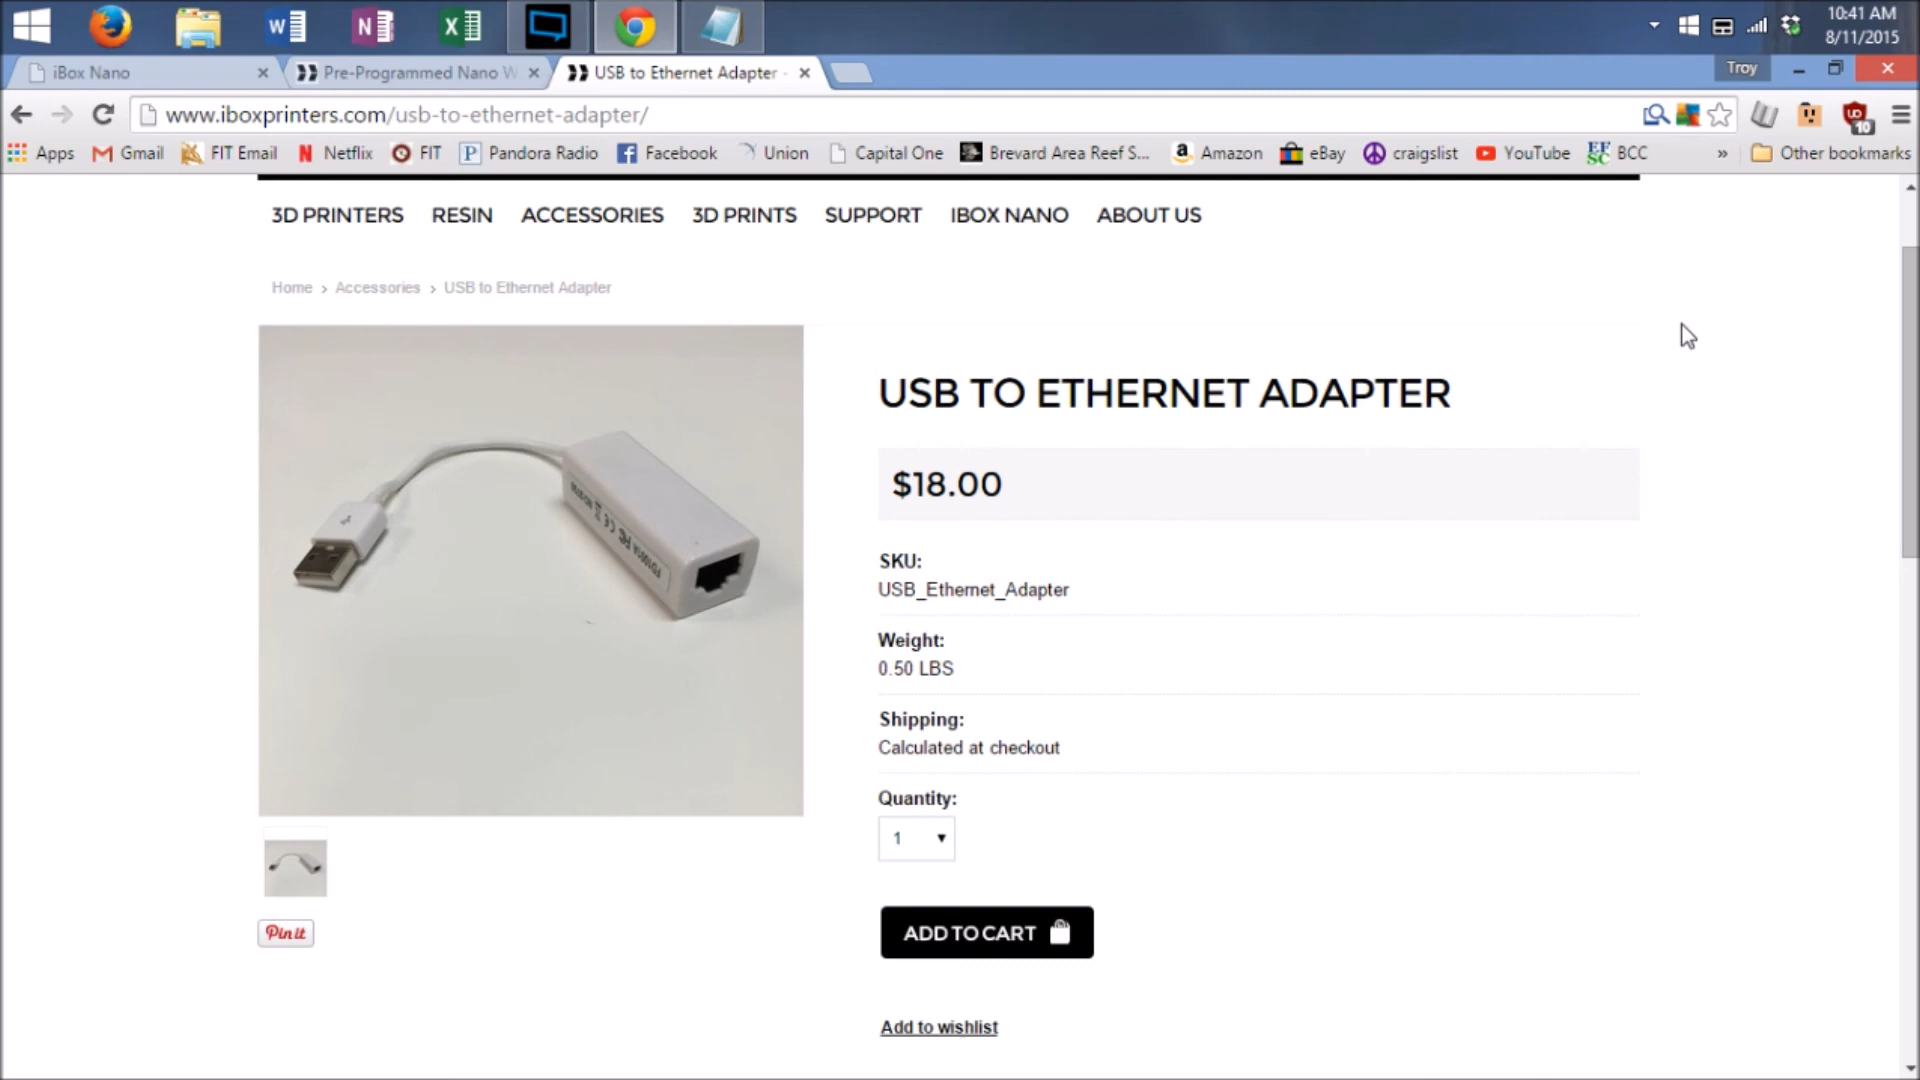 10:41 AM
8/11/2015
iBox Nano
Pre-Programmed Nano W
USB to Ethernet Adapter -
Troy
www.iboxprinters.com/usb-to-ethernet-adapter/
10
Apps
Gmail
FIT Email
Netflix
FIT
Pandora Radio
Facebook
Union
Capital One
Brevard Area Reef S...
Amazon
eBay
craigslist
YouTube
BCC
»
Other bookmarks
3D PRINTERS RESIN ACCESSORIES 3D PRINTS SUPPORT IBOX NANO ABOUT US
Home › Accessories › USB to Ethernet Adapter
USB TO ETHERNET ADAPTER
$18.00
SKU:
USB_Ethernet_Adapter
Weight:
0.50 LBS
Shipping:
Calculated at checkout
Quantity:
1
ADD TO CART
Pin it
Add to wishlist